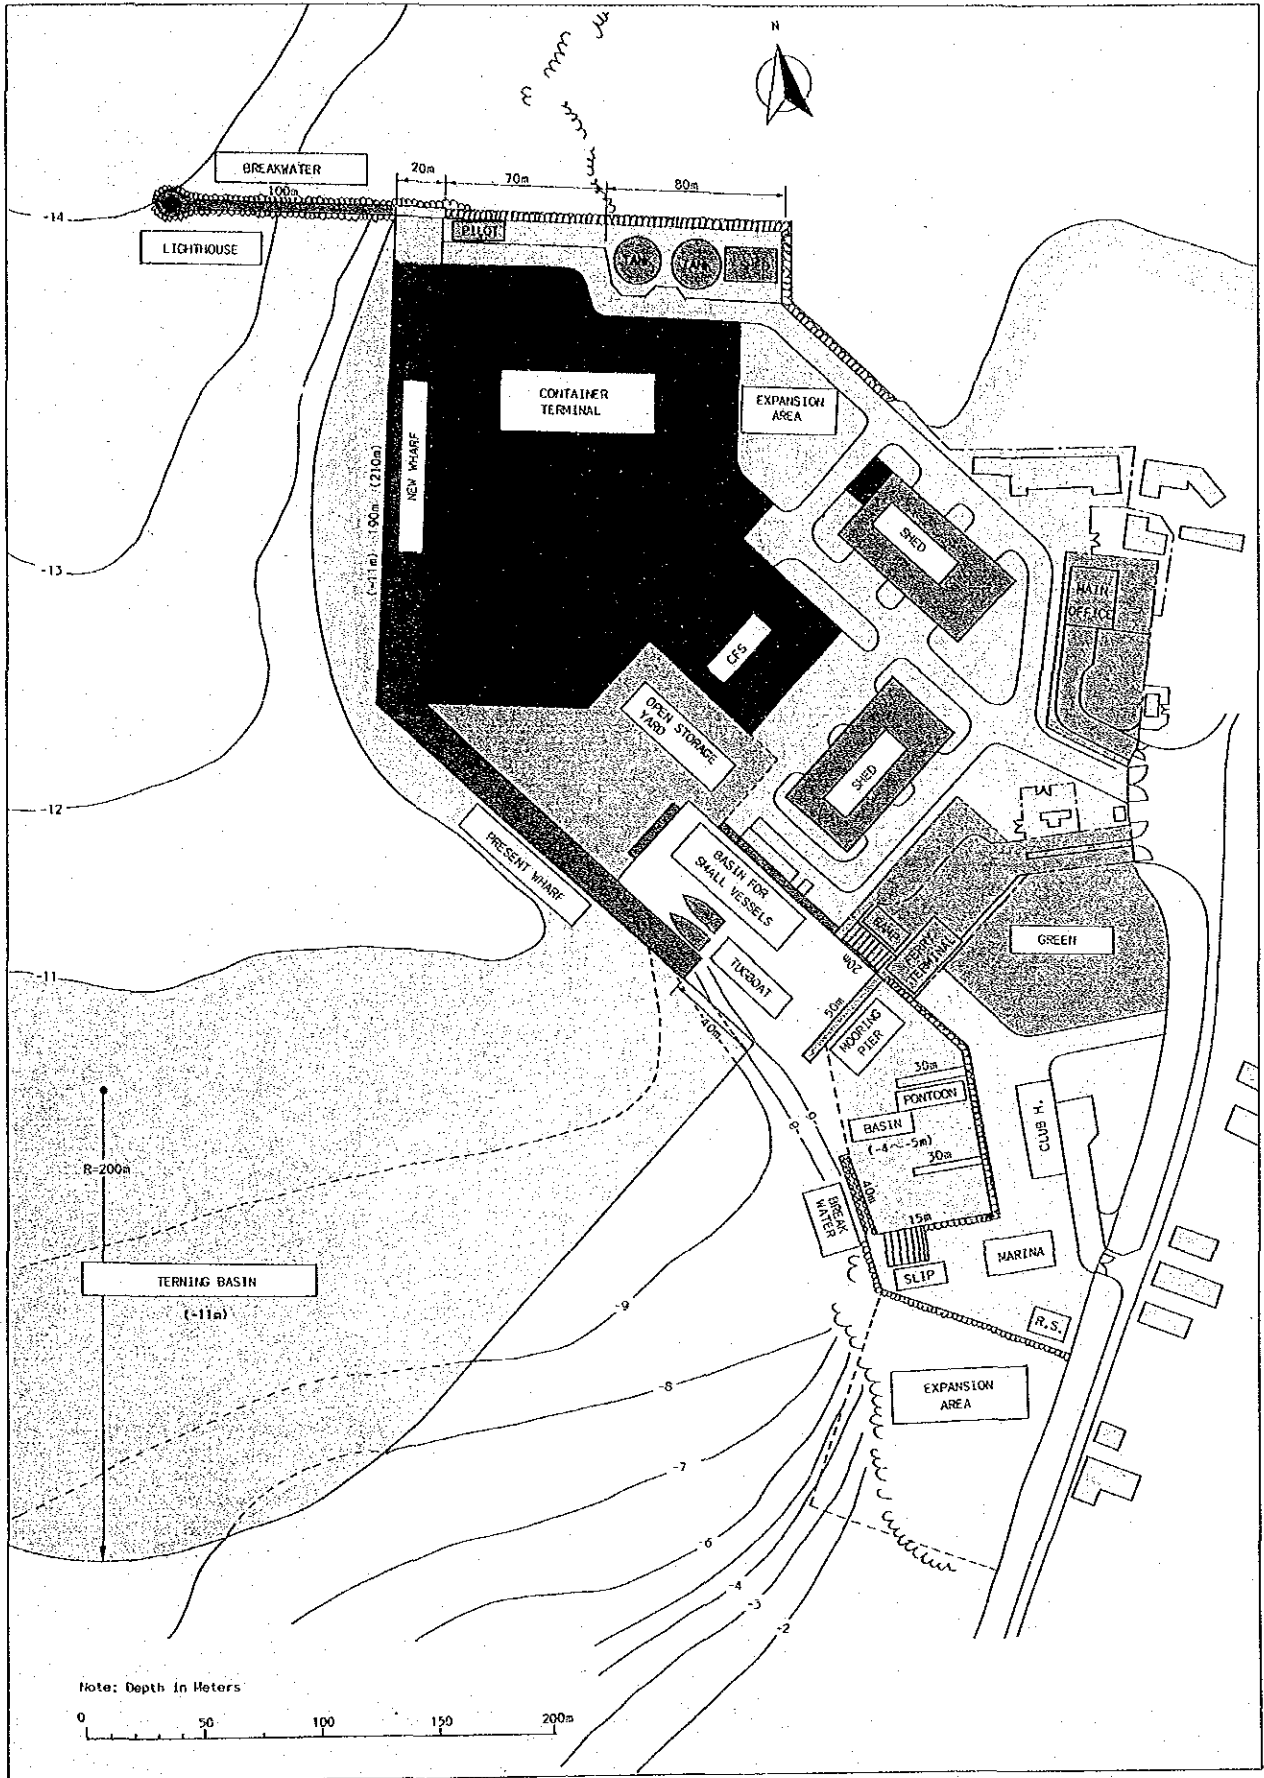 N
BREAKWATER
100m
20m
70m
80m
-14
LIGHTHOUSE
PILOT
TANK
TANK
CONTAINER
TERMINAL
EXPANSION
AREA
NEW WHARF
(-11m) 190m (210m)
SHED
-13
MAIN
OFFICE
CFS
OPEN STORAGE
YARD
SHED
-12
PRESENT WHARF
BASIN FOR
SMALL VESSELS
-11
TUGBOAT
20m
FERRY
TERMINAL
GREEN
50m
MOORING
PIER
40m
30m
PONTOON
BASIN
(-4~-5m)
30m
CLUB H.
-9
-8
R=200m
40m
BREAK
WATER
15m
SLIP
MARINA
TERNING BASIN
(-11m)
R.S.
-9
-8
EXPANSION
AREA
-7
-6
-4
-3
-2
Note: Depth in Meters
0 50 100 150 200m